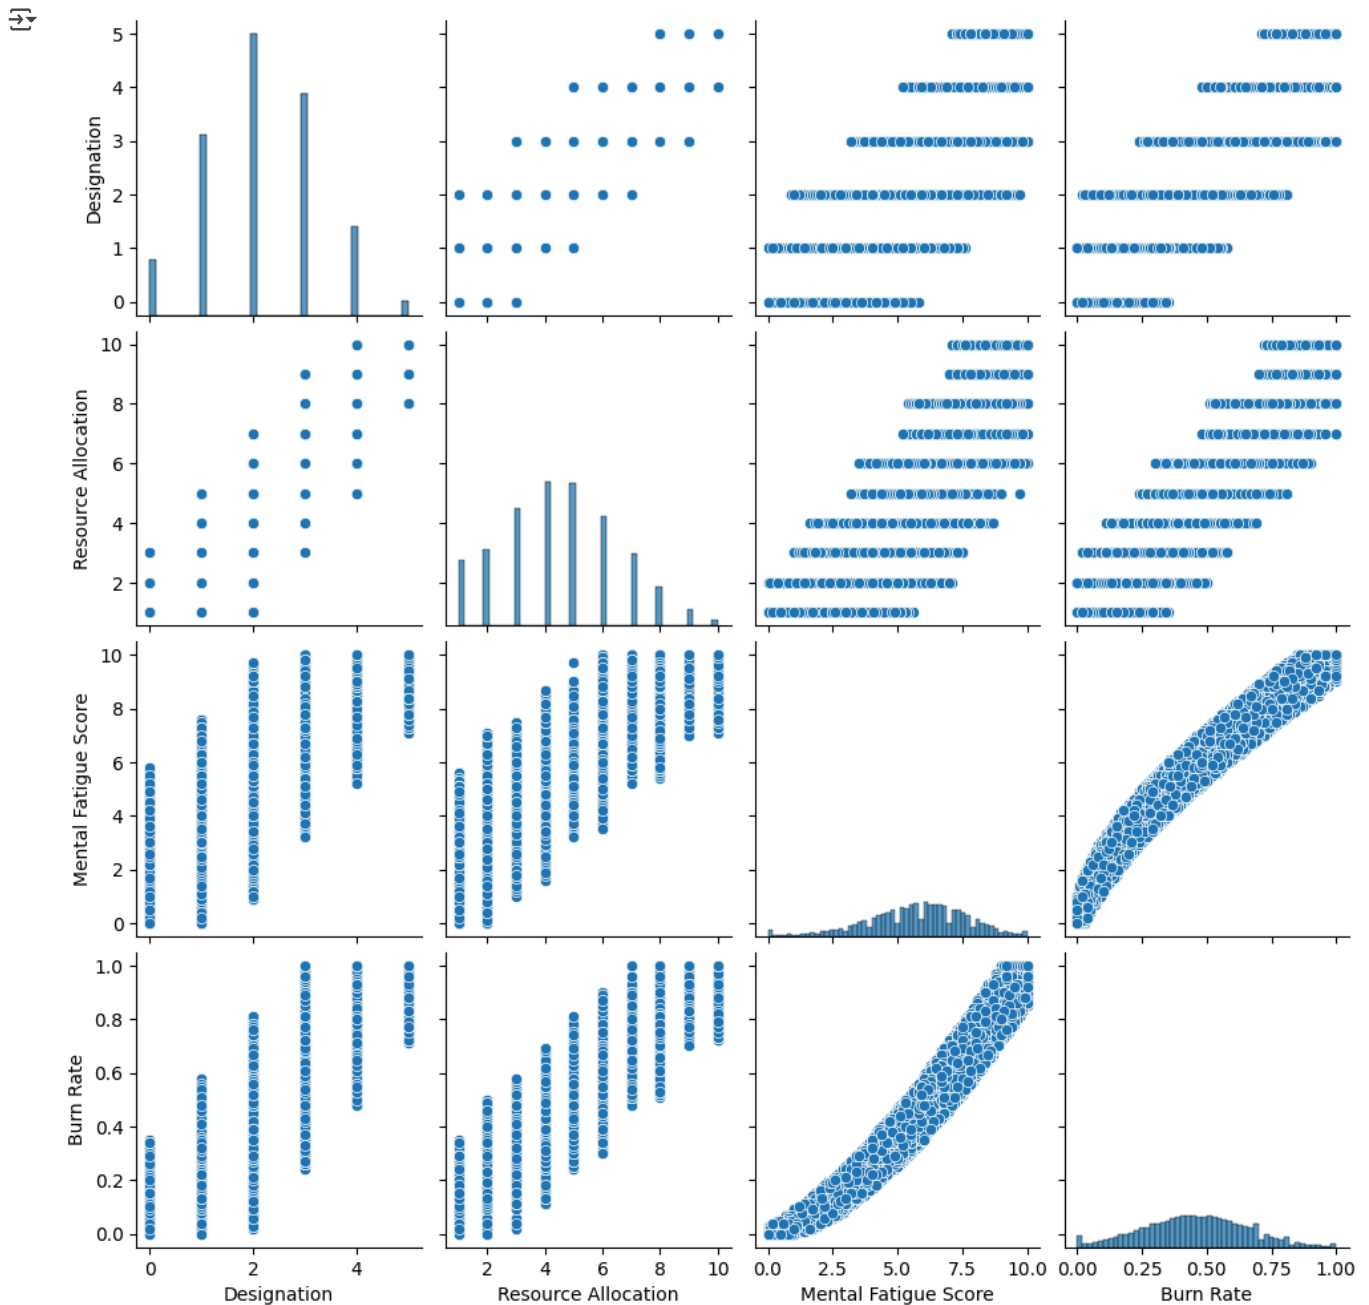 5
4
3
2
1
0
Designation
10
8
6
4
2
Resource Allocation
10
8
6
4
2
0
Mental Fatigue Score
1.0
0.8
0.6
0.4
0.2
0.0
Burn Rate
0 2 4
2 4 6 8 10
0.0 2.5 5.0 7.5 10.0
0.00 0.25 0.50 0.75 1.00
Designation
Resource Allocation
Mental Fatigue Score
Burn Rate